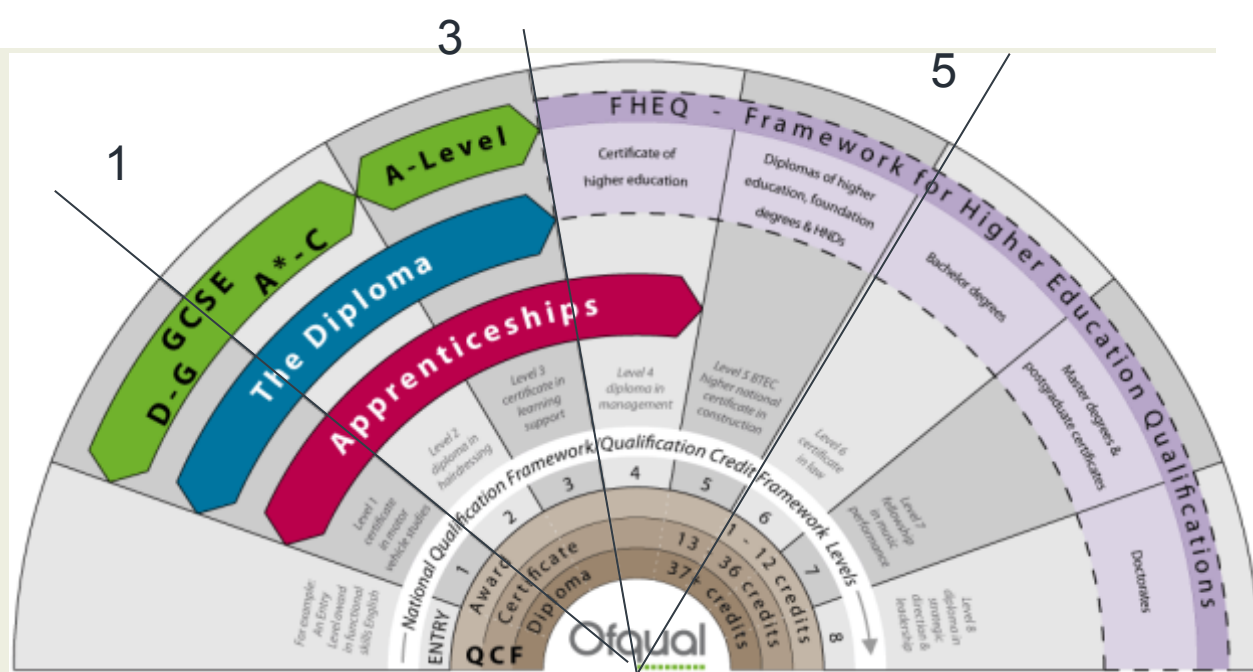 1
3
5
D-G GCSE A*-C
A-Level
The Diploma
Apprenticeships
FHEQ - Framework for Higher Education Qualifications
Certificate of
higher education
Diplomas of higher
education, foundation
degrees & HNDs
Bachelor degrees
Master degrees &
postgraduate certificates
Doctorates
For example:
An Entry
Level award
in functional
skills English
Level 1
certificate
in motor
vehicle studies
Level 2
diploma in
hairdressing
Level 3
certificate in
learning
support
Level 4
diploma in
management
Level 5 BTEC
higher national
certificate in
construction
Level 6
certificate
in law
Level 7
fellowship
in music
performance
Level 8
diploma in
strategic
direction &
leadership
National Qualification Framework/Qualification Credit Framework Levels
ENTRY
1
2
3
4
5
6
7
8
Award
1 - 12 credits
Certificate
13 - 36 credits
Diploma
37+ credits
QCF
Ofqual